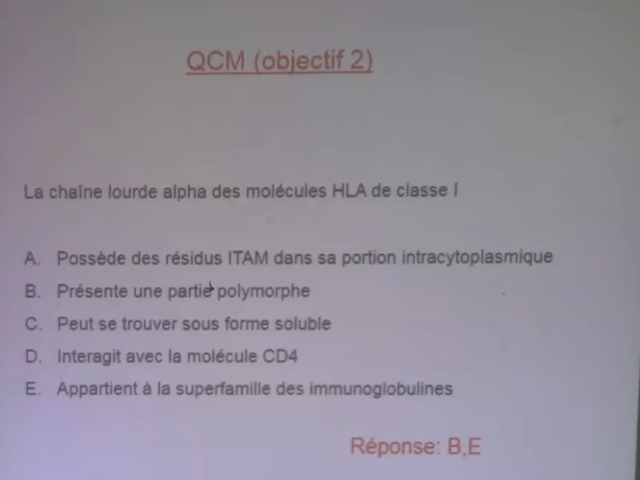 QCM (objectif 2)
La chaîne lourde alpha des molécules HLA de classe I
A. Possède des résidus ITAM dans sa portion intracytoplasmique
B. Présente une partie polymorphe
C. Peut se trouver sous forme soluble
D. Interagit avec la molécule CD4
E. Appartient à la superfamille des immunoglobulines
Réponse: B,E